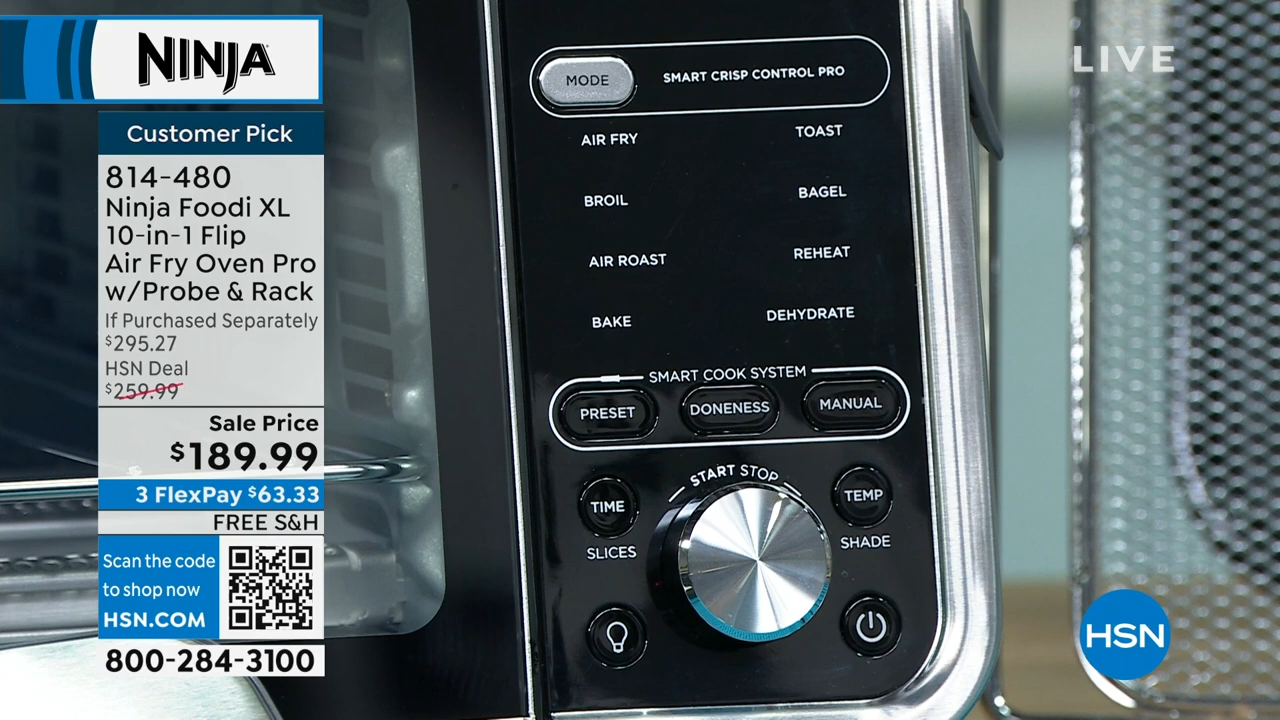 NINJA
Customer Pick
814-480
Ninja Foodi XL
10-in-1 Flip
Air Fry Oven Pro
w/Probe & Rack
If Purchased Separately
$295.27
HSN Deal
$259.99
Sale Price
$189.99
3 FlexPay $63.33
FREE S&H
Scan the code
to shop now
HSN.COM
800-284-3100
MODE SMART CRISP CONTROL PRO
AIR FRY TOAST
BROIL BAGEL
AIR ROAST REHEAT
BAKE DEHYDRATE
SMART COOK SYSTEM
PRESET DONENESS MANUAL
START STOP
TIME TEMP
SLICES SHADE
LIVE
HSN